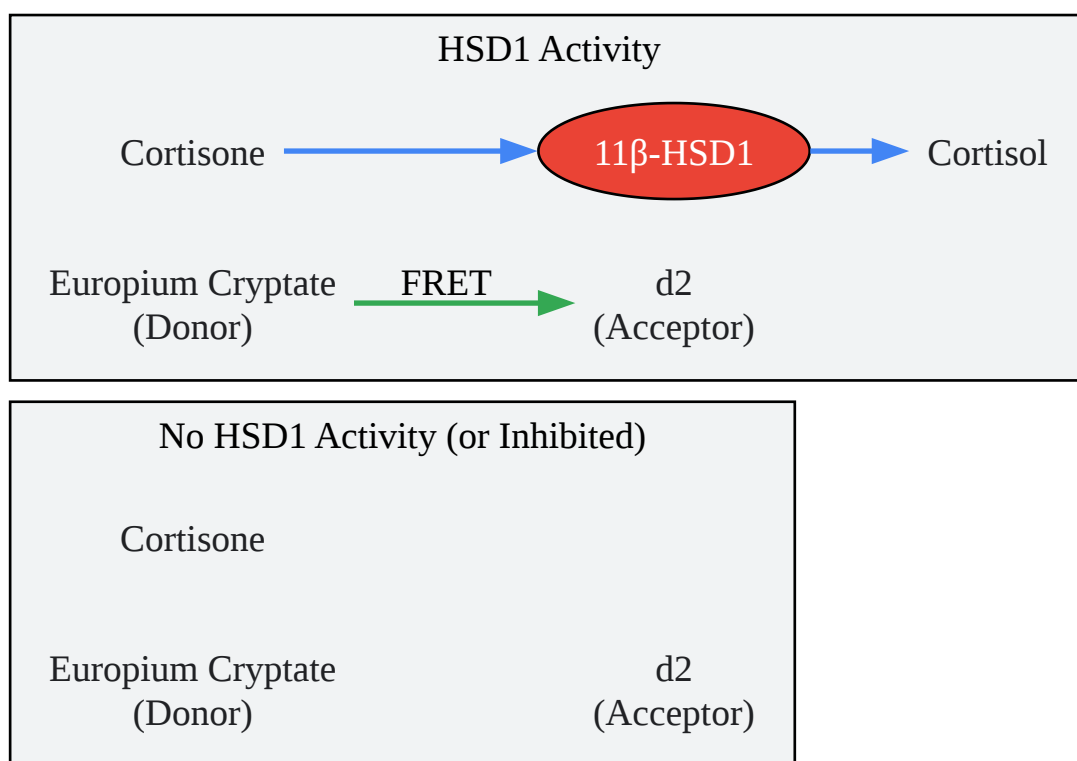 HSD1 Activity
Cortisone
11β-HSD1
Cortisol
Europium Cryptate
(Donor)
FRET
d2
(Acceptor)
No HSD1 Activity (or Inhibited)
Cortisone
Europium Cryptate
(Donor)
d2
(Acceptor)